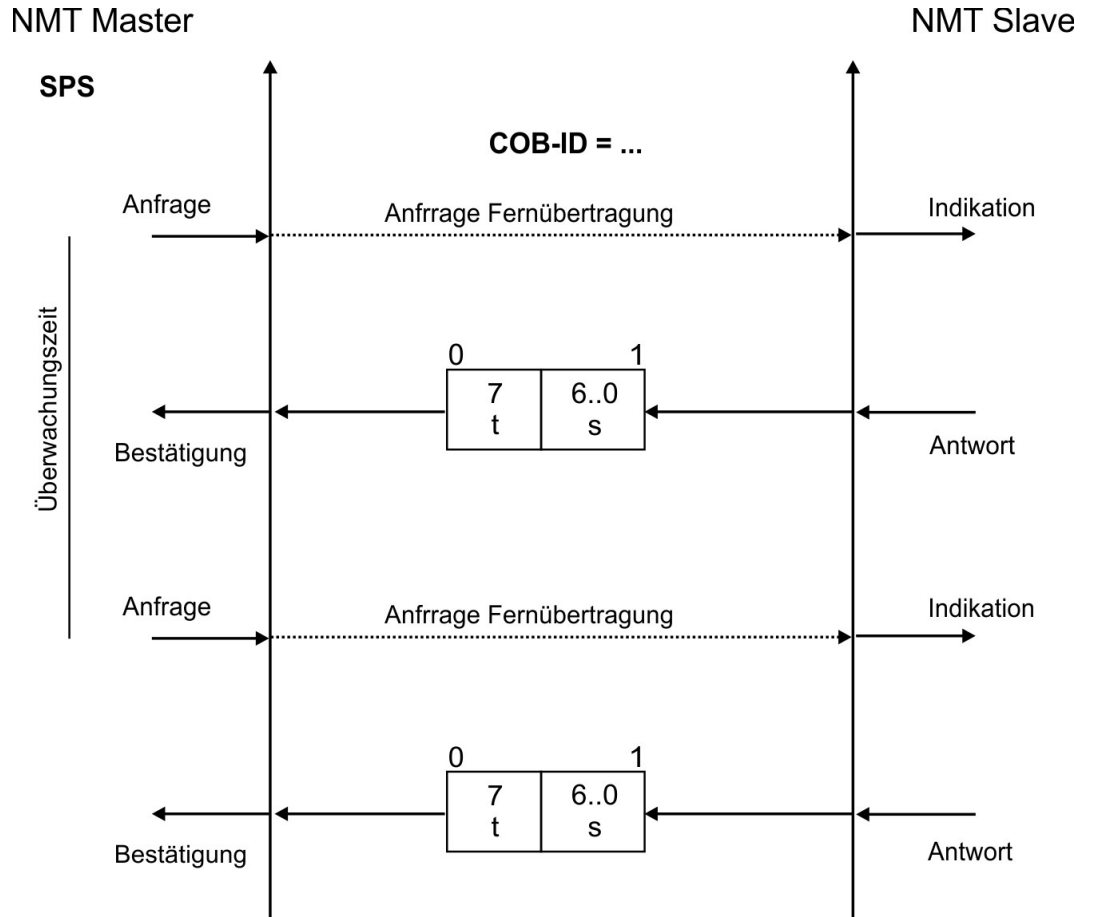 NMT Master
NMT Slave
SPS
COB-ID = ...
Anfrage
Anfrrage Fernübertragung
Indikation
Überwachungszeit
0 1
7 6..0
t s
Bestätigung
Antwort
Anfrage
Anfrrage Fernübertragung
Indikation
0 1
7 6..0
t s
Bestätigung
Antwort